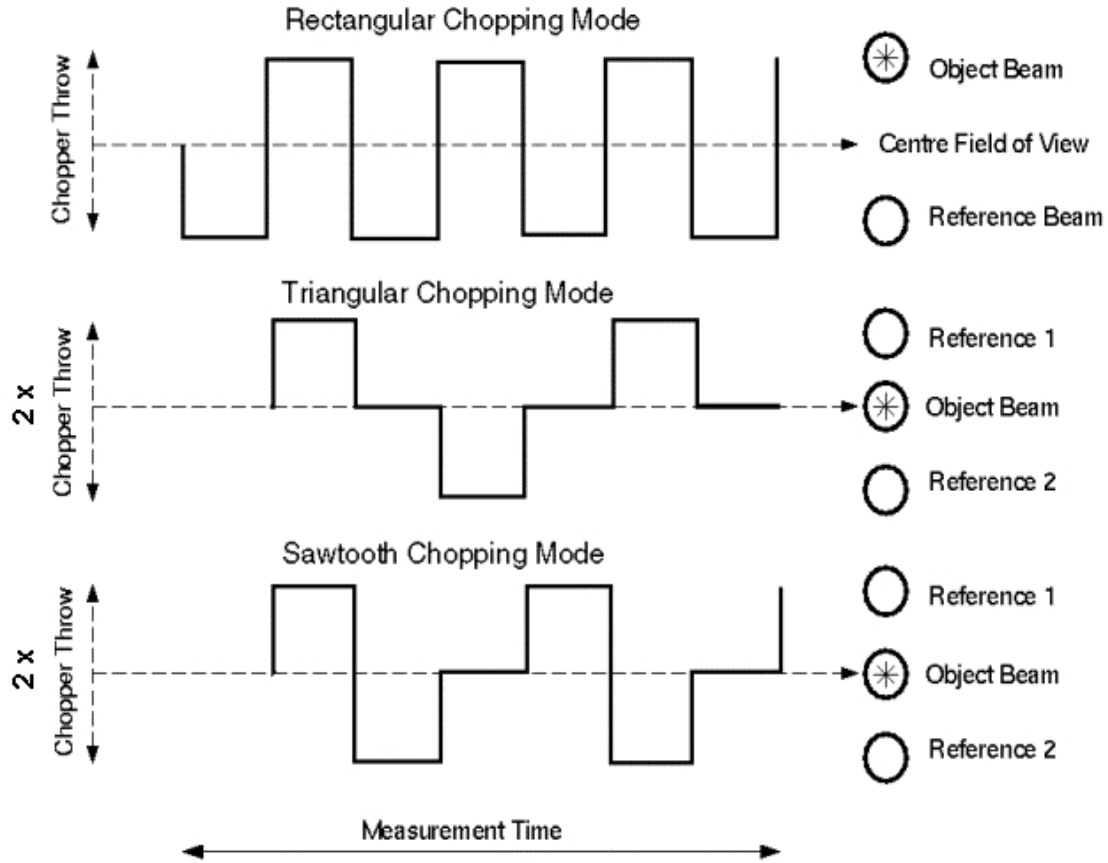 Rectangular Chopping Mode
Chopper Throw
Object Beam
Centre Field of View
Reference Beam
Triangular Chopping Mode
2 x
Chopper Throw
Reference 1
Object Beam
Reference 2
Sawtooth Chopping Mode
2 x
Chopper Throw
Reference 1
Object Beam
Reference 2
Measurement Time